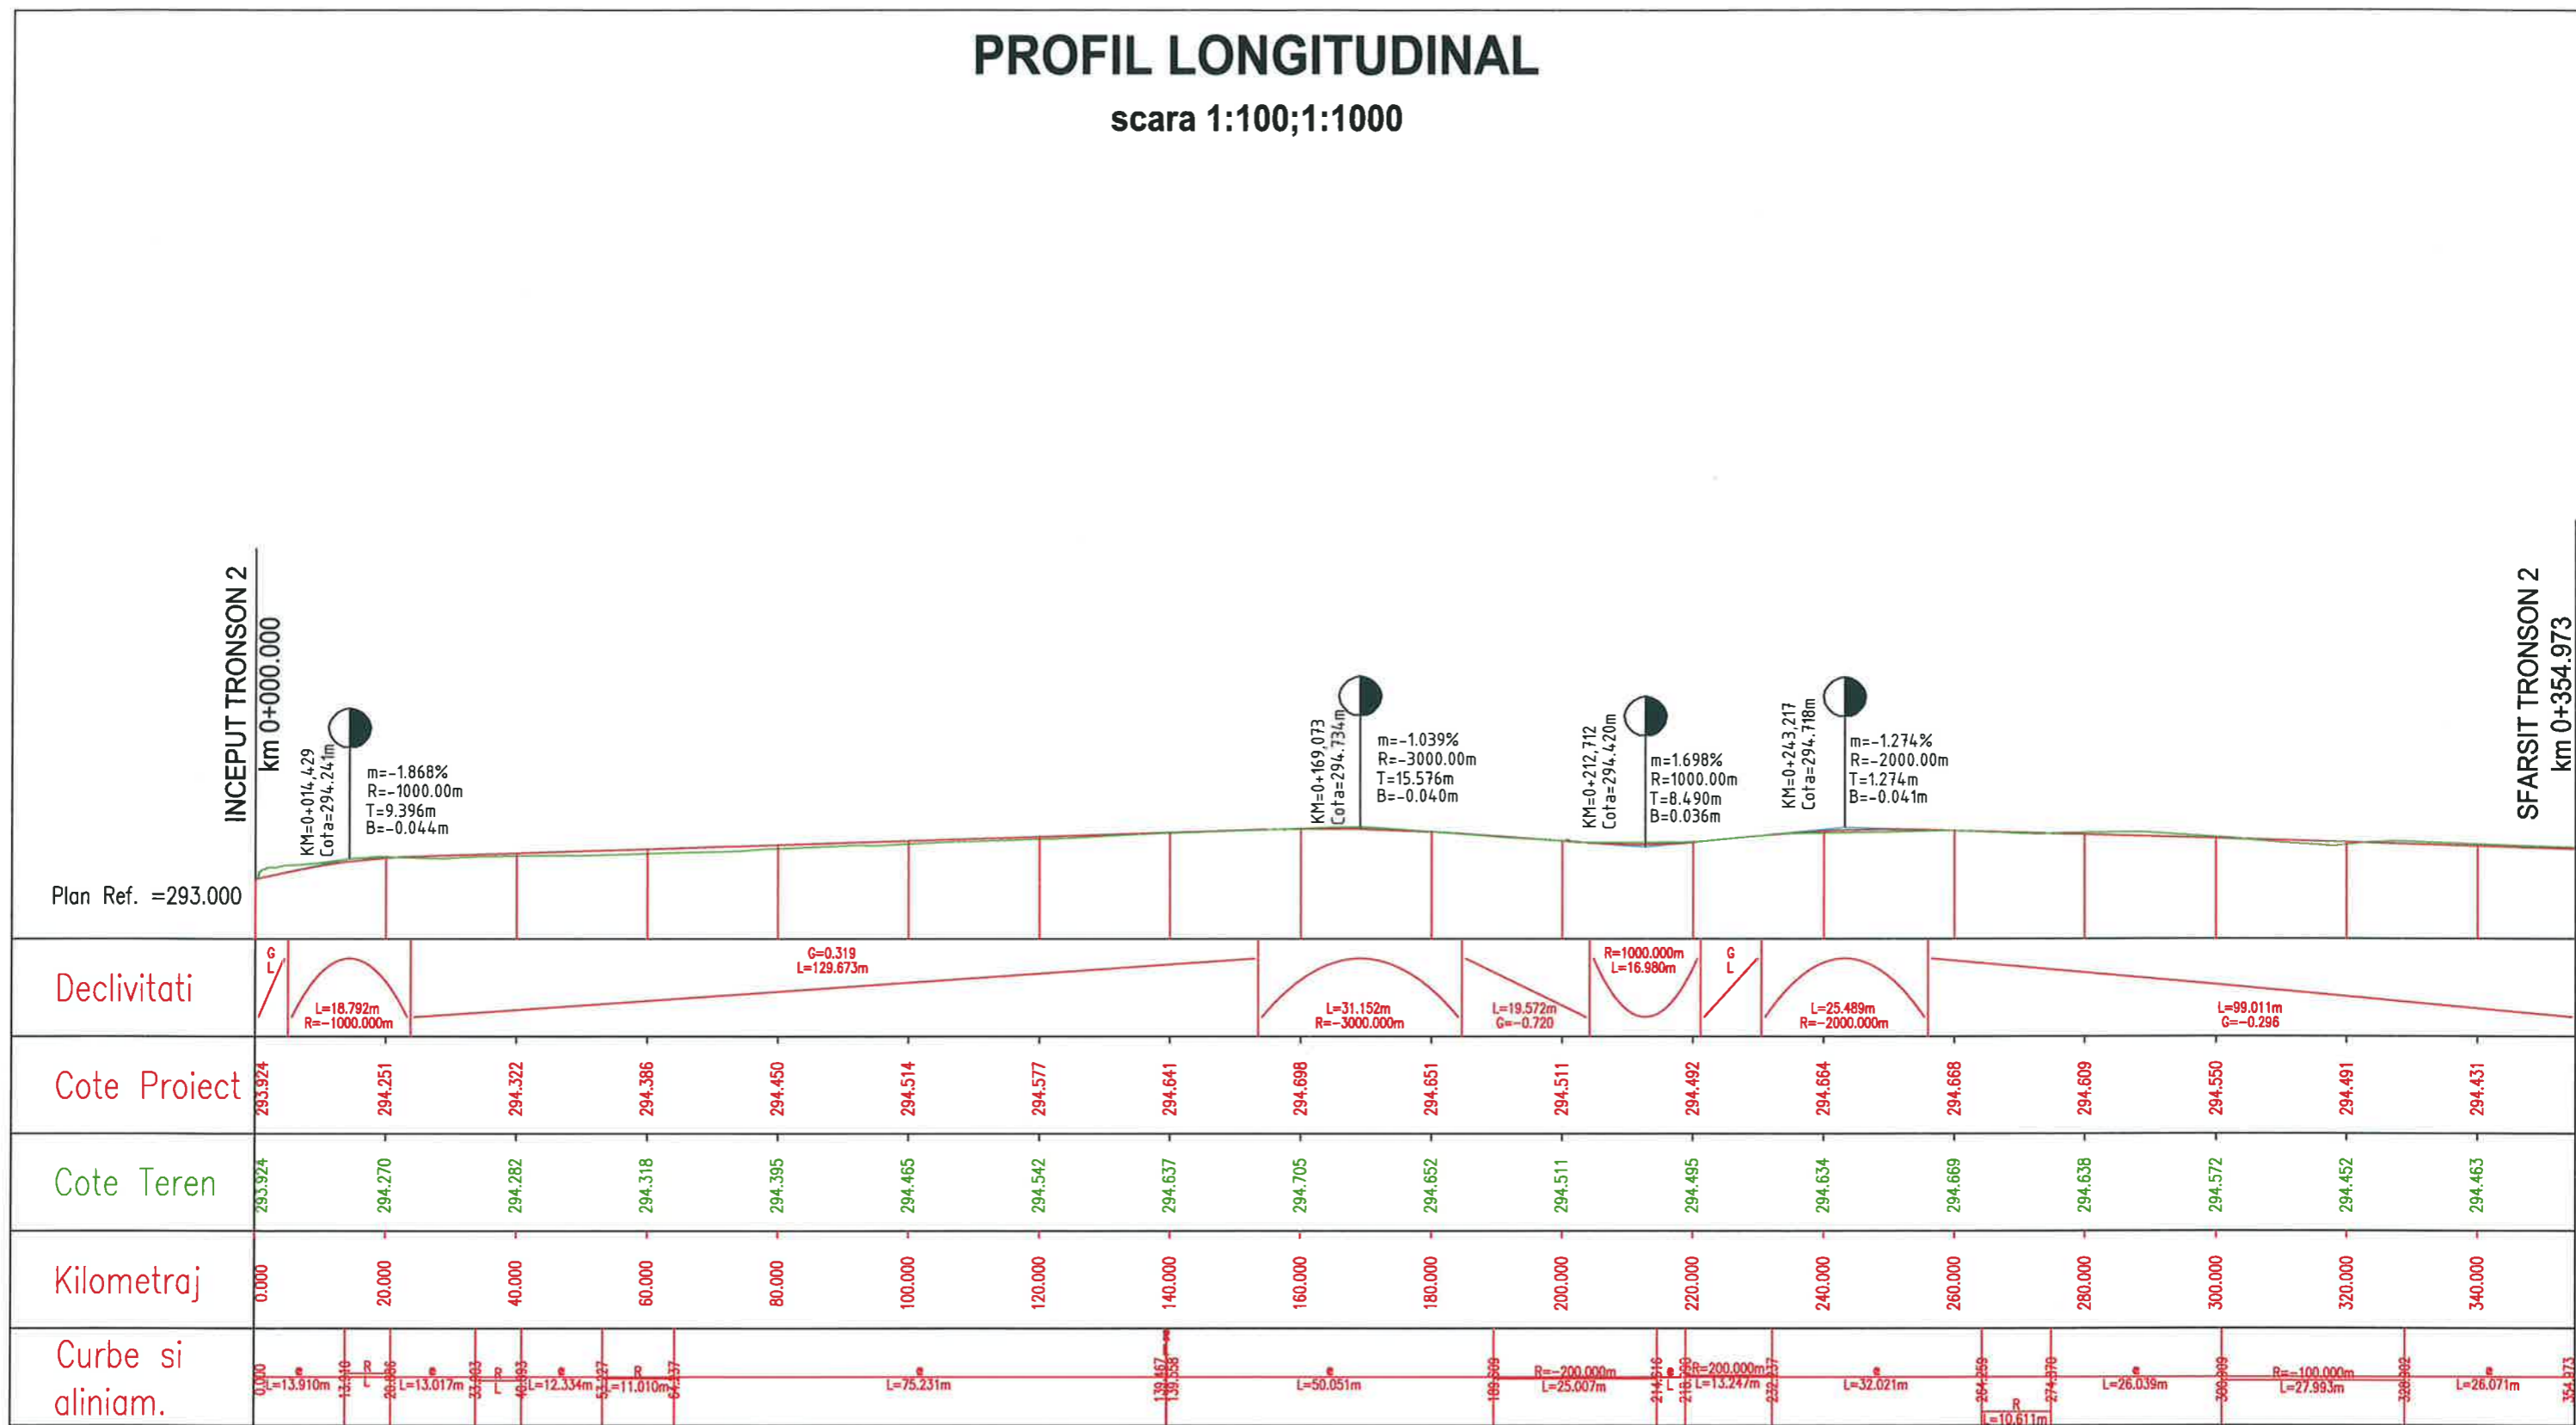 PROFIL LONGITUDINAL
scara 1:100;1:1000
INCEPUT TRONSON 2
km 0+000.000
KM=0+014,429
Cota=294.241m
m=-1.868%
R=-1000.00m
T=9.396m
B=-0.044m
KM=0+169,073
Cota=294.734m
m=-1.039%
R=-3000.00m
T=15.576m
B=-0.040m
KM=0+212,712
Cota=294.420m
m=1.698%
R=1000.00m
T=8.490m
B=0.036m
KM=0+243,217
Cota=294.718m
m=-1.274%
R=-2000.00m
T=1.274m
B=-0.041m
SFARSIT TRONSON 2
km 0+354.973
Plan Ref. =293.000
Declivitati
G
L
L=18.792m
R=-1000.000m
G=0.319
L=129.673m
L=31.152m
R=-3000.000m
L=19.572m
G=-0.720
R=1000.000m
L=16.980m
G
L
L=25.489m
R=-2000.000m
L=99.011m
G=-0.296
Cote Proiect
293.924
294.251
294.322
294.386
294.450
294.514
294.577
294.641
294.698
294.651
294.511
294.492
294.664
294.668
294.609
294.550
294.491
294.431
Cote Teren
293.924
294.270
294.282
294.318
294.395
294.465
294.542
294.637
294.705
294.652
294.511
294.495
294.634
294.669
294.638
294.572
294.452
294.463
Kilometraj
0.000
20.000
40.000
60.000
80.000
100.000
120.000
140.000
160.000
180.000
200.000
220.000
240.000
260.000
280.000
300.000
320.000
340.000
Curbe si
aliniam.
0.000
L=13.910m
13.910
R
L
L=13.017m
R
L
L=12.334m
R
L=11.010m
L=75.231m
L=50.051m
R=-200.000m
L=25.007m
L
R=200.000m
L=13.247m
L=32.021m
R
L=10.611m
L=26.039m
R=-100.000m
L=27.993m
L=26.071m
354.973